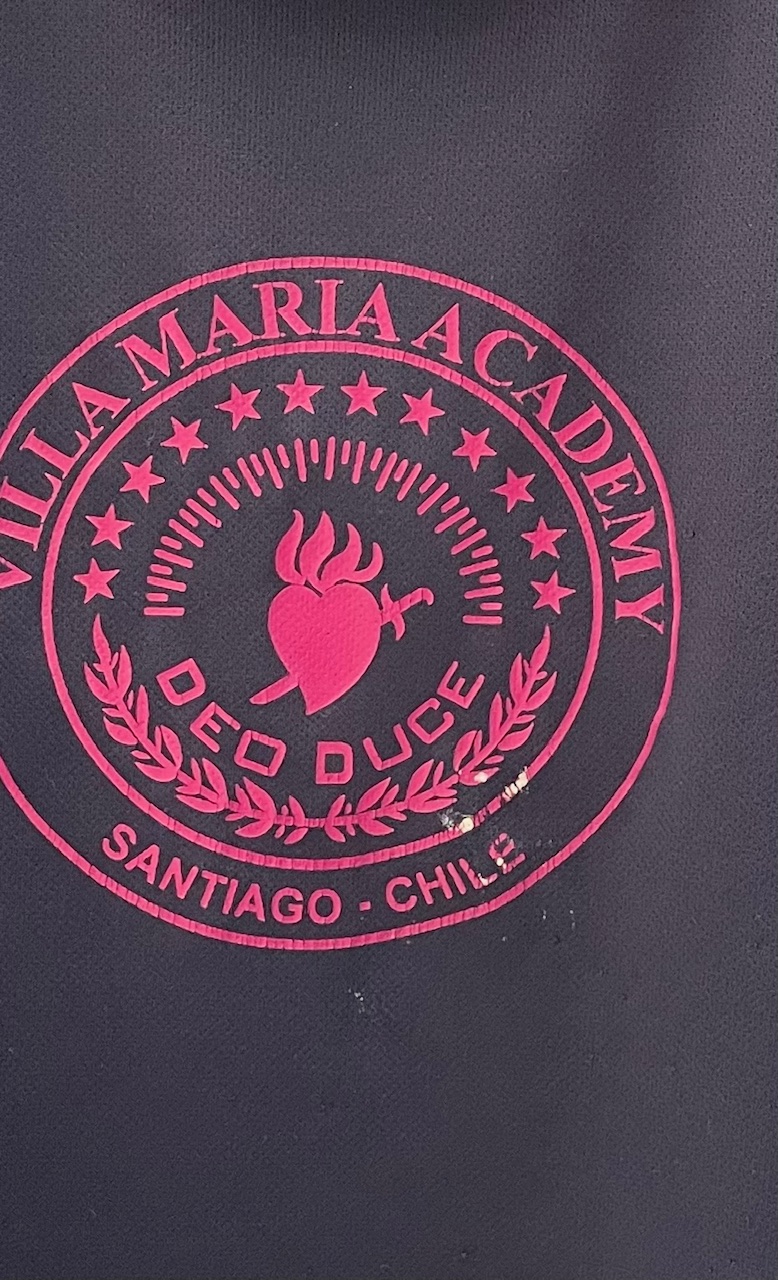 VILLA MARIA ACADEMY
DEO DUCE
SANTIAGO - CHILE